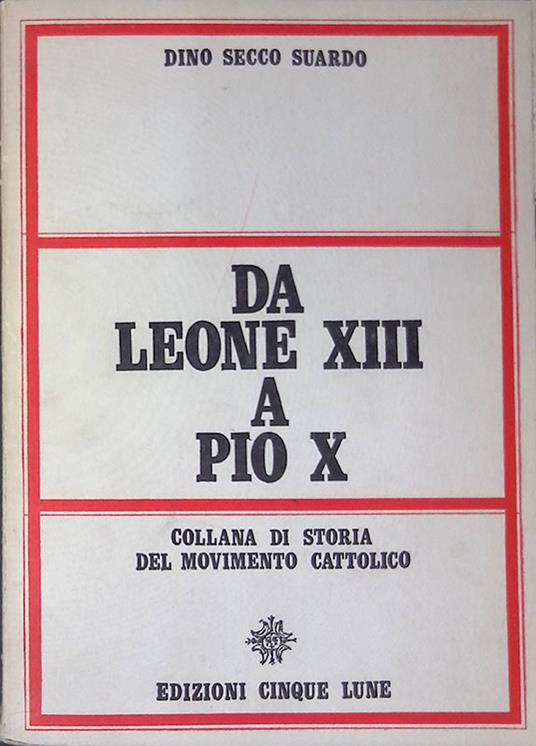 DINO SECCO SUARDO
DA
LEONE XIII
A
PIO X
COLLANA DI STORIA
DEL MOVIMENTO CATTOLICO
EDIZIONI CINQUE LUNE